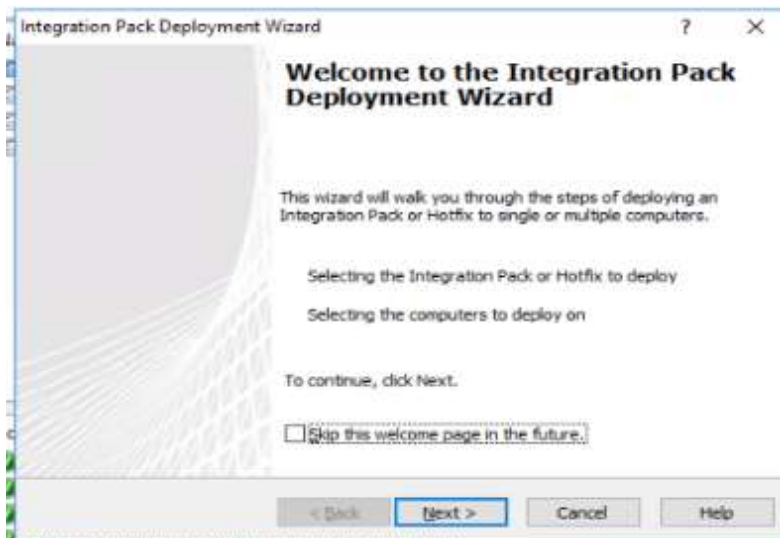 Integration Pack Deployment Wizard
?
Welcome to the Integration Pack
Deployment Wizard
This wizard will walk you through the steps of deploying an
Integration Pack or Hotfix to single or multiple computers.
Selecting the Integration Pack or Hotfix to deploy
Selecting the computers to deploy on
To continue, click Next.
Skip this welcome page in the future.
< Back Next > Cancel Help